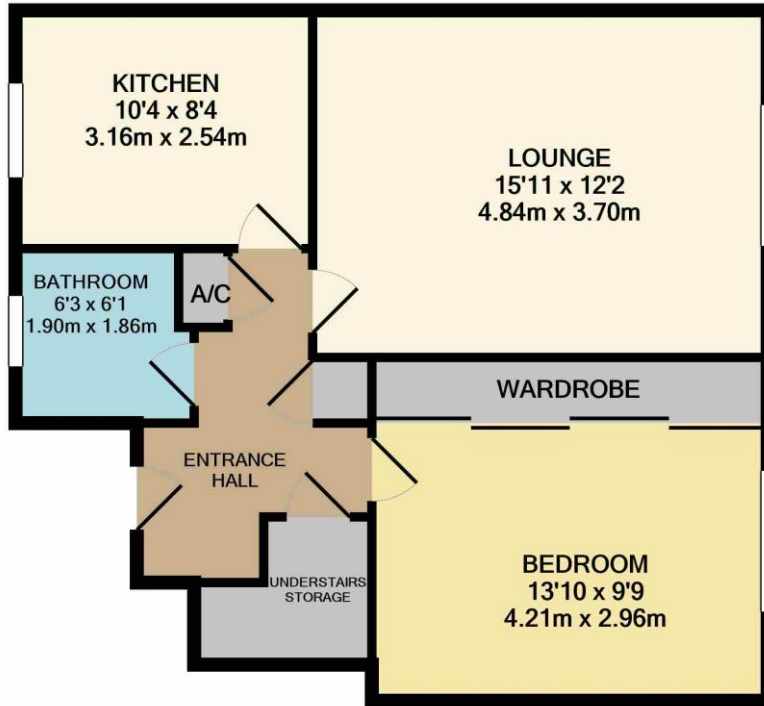 KITCHEN
10'4 x 8'4
3.16m x 2.54m
LOUNGE
15'11 x 12'2
4.84m x 3.70m
BATHROOM
6'3 x 6'1
1.90m x 1.86m
A/C
WARDROBE
ENTRANCE
HALL
UNDERSTAIRS
STORAGE
BEDROOM
13'10 x 9'9
4.21m x 2.96m